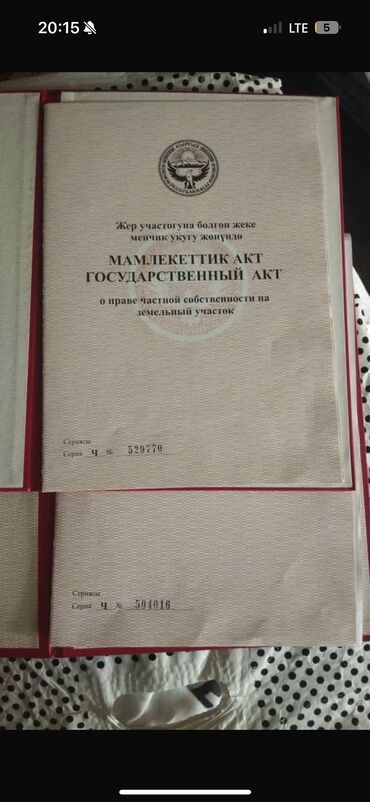 20:15
LTE 5
Жер участогуна болгон жеке
менчик укугу жөнүндө
МАМЛЕКЕТТИК АКТ
ГОСУДАРСТВЕННЫЙ АКТ
о праве частной собственности на
земельный участок
Сериясы
Серия Ч № 529770
Сериясы
Серия Ч № 504016